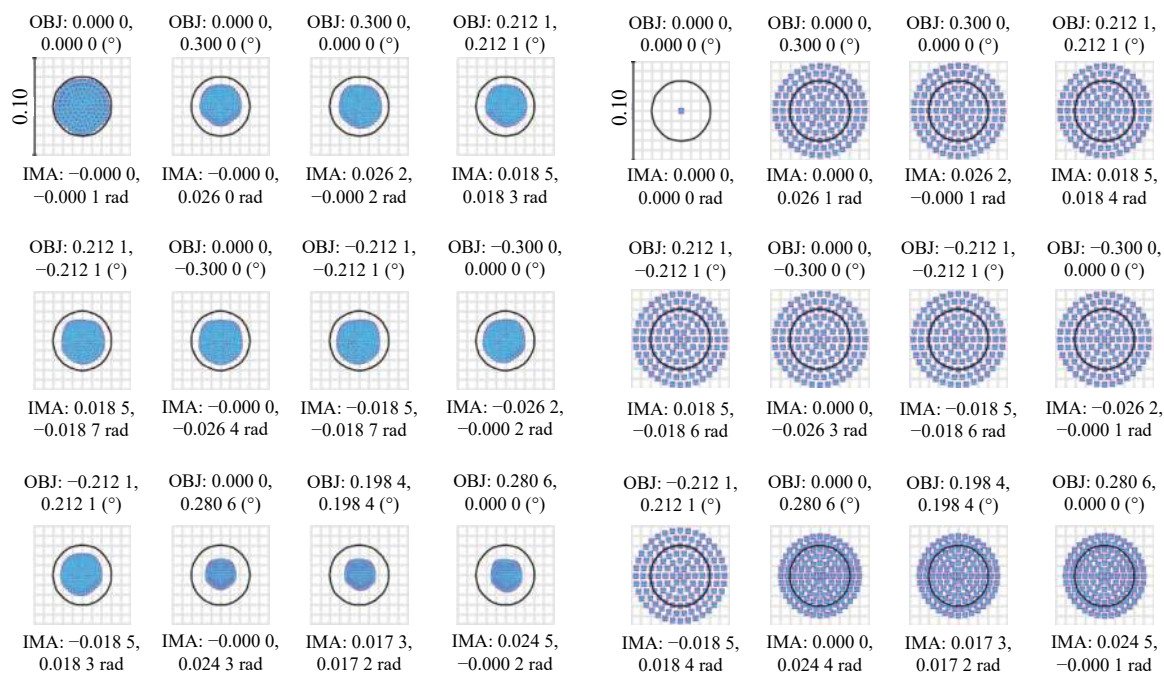 OBJ: 0.000 0,
0.000 0 (°)
OBJ: 0.000 0,
0.300 0 (°)
OBJ: 0.300 0,
0.000 0 (°)
OBJ: 0.212 1,
0.212 1 (°)
0.10
IMA: −0.000 0,
−0.000 1 rad
IMA: −0.000 0,
0.026 0 rad
IMA: 0.026 2,
−0.000 2 rad
IMA: 0.018 5,
0.018 3 rad
OBJ: 0.212 1,
−0.212 1 (°)
OBJ: 0.000 0,
−0.300 0 (°)
OBJ: −0.212 1,
−0.212 1 (°)
OBJ: −0.300 0,
0.000 0 (°)
IMA: 0.018 5,
−0.018 7 rad
IMA: −0.000 0,
−0.026 4 rad
IMA: −0.018 5,
−0.018 7 rad
IMA: −0.026 2,
−0.000 2 rad
OBJ: −0.212 1,
0.212 1 (°)
OBJ: 0.000 0,
0.280 6 (°)
OBJ: 0.198 4,
0.198 4 (°)
OBJ: 0.280 6,
0.000 0 (°)
IMA: −0.018 5,
0.018 3 rad
IMA: −0.000 0,
0.024 3 rad
IMA: 0.017 3,
0.017 2 rad
IMA: 0.024 5,
−0.000 2 rad
OBJ: 0.000 0,
0.000 0 (°)
OBJ: 0.000 0,
0.300 0 (°)
OBJ: 0.300 0,
0.000 0 (°)
OBJ: 0.212 1,
0.212 1 (°)
0.10
IMA: 0.000 0,
0.000 0 rad
IMA: 0.000 0,
0.026 1 rad
IMA: 0.026 2,
−0.000 1 rad
IMA: 0.018 5,
0.018 4 rad
OBJ: 0.212 1,
−0.212 1 (°)
OBJ: 0.000 0,
−0.300 0 (°)
OBJ: −0.212 1,
−0.212 1 (°)
OBJ: −0.300 0,
0.000 0 (°)
IMA: 0.018 5,
−0.018 6 rad
IMA: 0.000 0,
−0.026 3 rad
IMA: −0.018 5,
−0.018 6 rad
IMA: −0.026 2,
−0.000 1 rad
OBJ: −0.212 1,
0.212 1 (°)
OBJ: 0.000 0,
0.280 6 (°)
OBJ: 0.198 4,
0.198 4 (°)
OBJ: 0.280 6,
0.000 0 (°)
IMA: −0.018 5,
0.018 4 rad
IMA: 0.000 0,
0.024 4 rad
IMA: 0.017 3,
0.017 2 rad
IMA: 0.024 5,
−0.000 1 rad